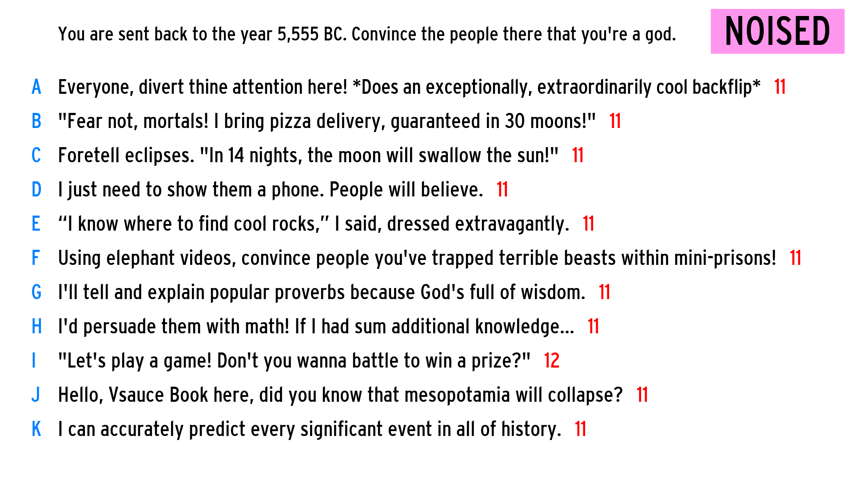 You are sent back to the year 5,555 BC. Convince the people there that you're a god.
NOISED
A Everyone, divert thine attention here! *Does an exceptionally, extraordinarily cool backflip* 11
B "Fear not, mortals! I bring pizza delivery, guaranteed in 30 moons!" 11
C Foretell eclipses. "In 14 nights, the moon will swallow the sun!" 11
D I just need to show them a phone. People will believe. 11
E “I know where to find cool rocks,” I said, dressed extravagantly. 11
F Using elephant videos, convince people you've trapped terrible beasts within mini-prisons! 11
G I'll tell and explain popular proverbs because God's full of wisdom. 11
H I'd persuade them with math! If I had sum additional knowledge... 11
I "Let's play a game! Don't you wanna battle to win a prize?" 12
J Hello, Vsauce Book here, did you know that mesopotamia will collapse? 11
K I can accurately predict every significant event in all of history. 11